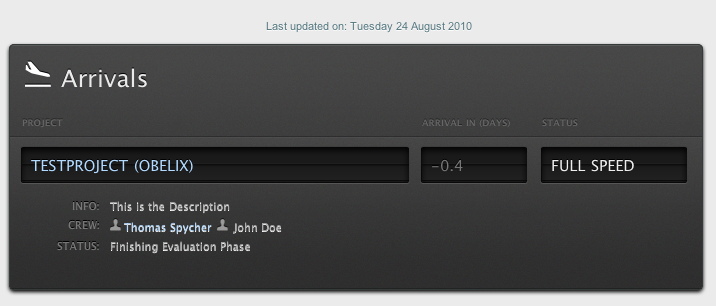 Last updated on: Tuesday 24 August 2010
Arrivals
PROJECT ARRIVAL IN (DAYS) STATUS
TESTPROJECT (OBELIX) -0.4 FULL SPEED
INFO: This is the Description
CREW: Thomas Spycher John Doe
STATUS: Finishing Evaluation Phase